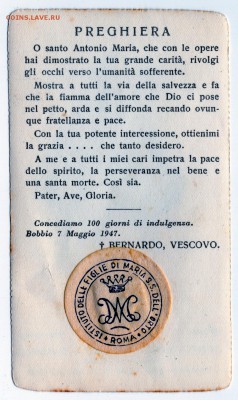 COINS.LAVE.RU
PREGHIERA
O santo Antonio Maria, che con le opere
hai dimostrato la tua grande carità, rivolgi
gli occhi verso l'umanità sofferente.
Mostra a tutti la via della salvezza e fa
che la fiamma dell'amore che Dio ci pose
nel petto, arda e si diffonda recando ovun-
que fratellanza e pace.
Con la tua potente intercessione, ottienimi
la grazia . . . . che tanto desidero.
A me e a tutti i miei cari impetra la pace
dello spirito, la perseveranza nel bene e
una santa morte. Così sia.
Pater, Ave, Gloria.
Concediamo 100 giorni di indulgenza.
Bobbio 7 Maggio 1947.
† BERNARDO, VESCOVO.
ISTITUTO DELLE FIGLIE DI MARIA SS. DELL'ORTO
ROMA